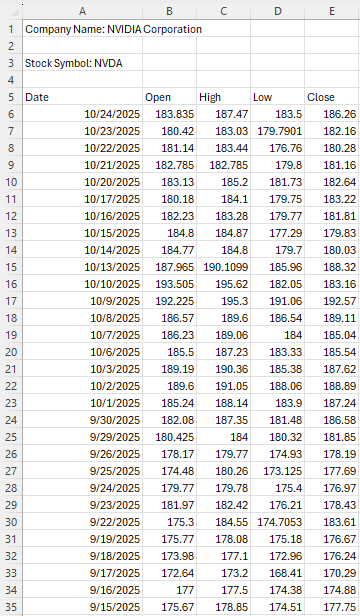 A B C D E
1 Company Name: NVIDIA Corporation
2
3 Stock Symbol: NVDA
4
5 Date Open High Low Close
6 10/24/2025 183.835 187.47 183.5 186.26
7 10/23/2025 180.42 183.03 179.7901 182.16
8 10/22/2025 181.14 183.44 176.76 180.28
9 10/21/2025 182.785 182.785 179.8 181.16
10 10/20/2025 183.13 185.2 181.73 182.64
11 10/17/2025 180.18 184.1 179.75 183.22
12 10/16/2025 182.23 183.28 179.77 181.81
13 10/15/2025 184.8 184.87 177.29 179.83
14 10/14/2025 184.77 184.8 179.7 180.03
15 10/13/2025 187.965 190.1099 185.96 188.32
16 10/10/2025 193.505 195.62 182.05 183.16
17 10/9/2025 192.225 195.3 191.06 192.57
18 10/8/2025 186.57 189.6 186.54 189.11
19 10/7/2025 186.23 189.06 184 185.04
20 10/6/2025 185.5 187.23 183.33 185.54
21 10/3/2025 189.19 190.36 185.38 187.62
22 10/2/2025 189.6 191.05 188.06 188.89
23 10/1/2025 185.24 188.14 183.9 187.24
24 9/30/2025 182.08 187.35 181.48 186.58
25 9/29/2025 180.425 184 180.32 181.85
26 9/26/2025 178.17 179.77 174.93 178.19
27 9/25/2025 174.48 180.26 173.125 177.69
28 9/24/2025 179.77 179.78 175.4 176.97
29 9/23/2025 181.97 182.42 176.21 178.43
30 9/22/2025 175.3 184.55 174.7053 183.61
31 9/19/2025 175.77 178.08 175.18 176.67
32 9/18/2025 173.98 177.1 172.96 176.24
33 9/17/2025 172.64 173.2 168.41 170.29
34 9/16/2025 177 177.5 174.38 174.88
35 9/15/2025 175.67 178.85 174.51 177.75